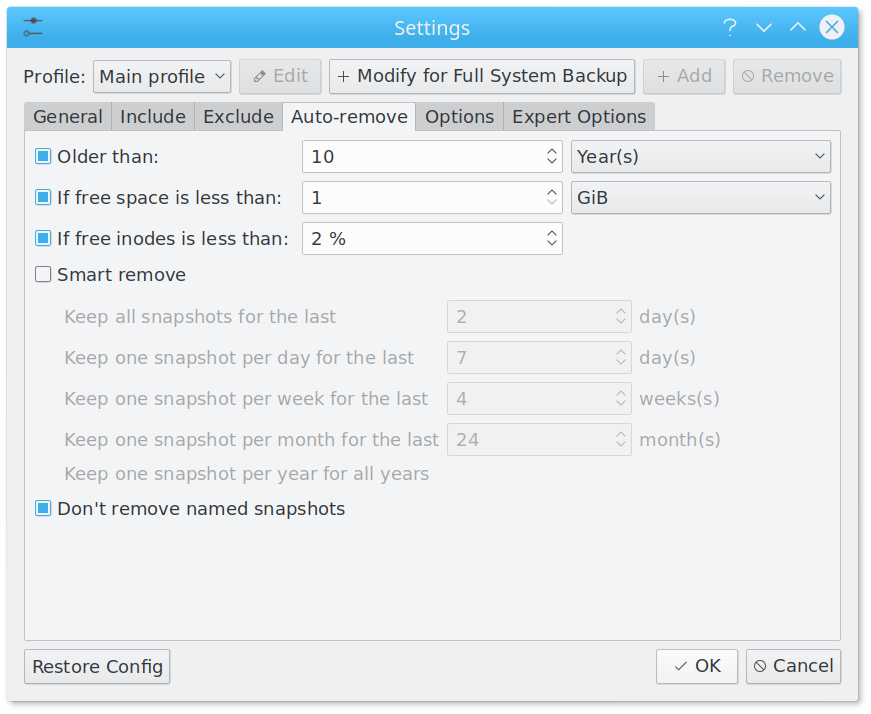 Settings
Profile: Main profile Edit + Modify for Full System Backup + Add Remove
General Include Exclude Auto-remove Options Expert Options
Older than: 10 Year(s)
If free space is less than: 1 GiB
If free inodes is less than: 2 %
Smart remove
Keep all snapshots for the last 2 day(s)
Keep one snapshot per day for the last 7 day(s)
Keep one snapshot per week for the last 4 weeks(s)
Keep one snapshot per month for the last 24 month(s)
Keep one snapshot per year for all years
Don't remove named snapshots
Restore Config OK Cancel